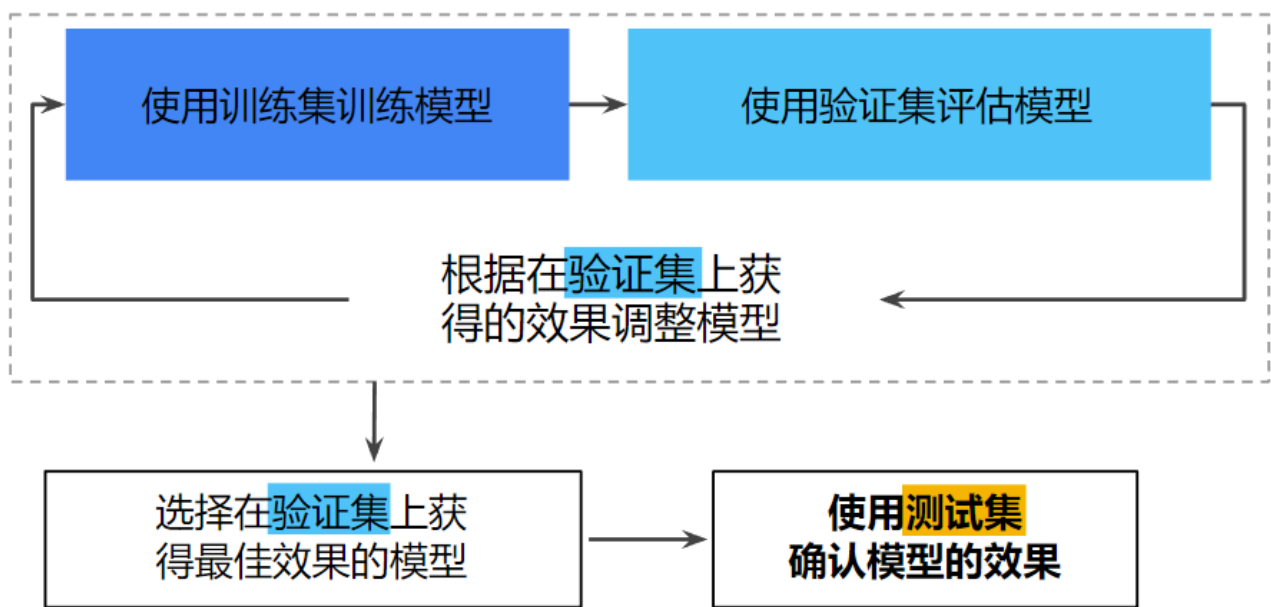 使用训练集训练模型
使用验证集评估模型
根据在验证集上获
得的效果调整模型
选择在验证集上获
得最佳效果的模型
使用测试集
确认模型的效果